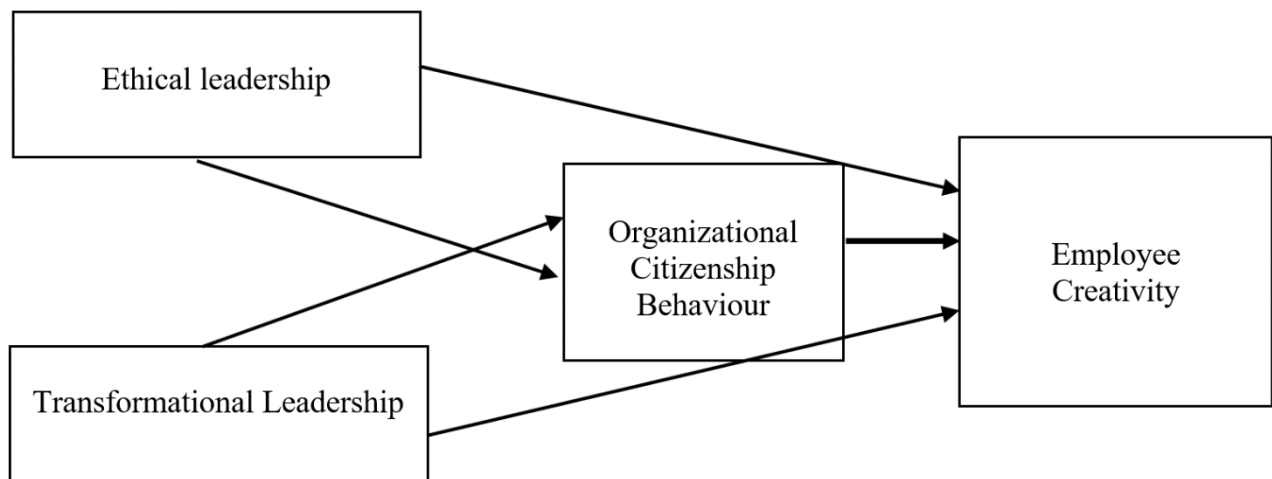 Ethical leadership
Organizational
Citizenship
Behaviour
Employee
Creativity
Transformational Leadership